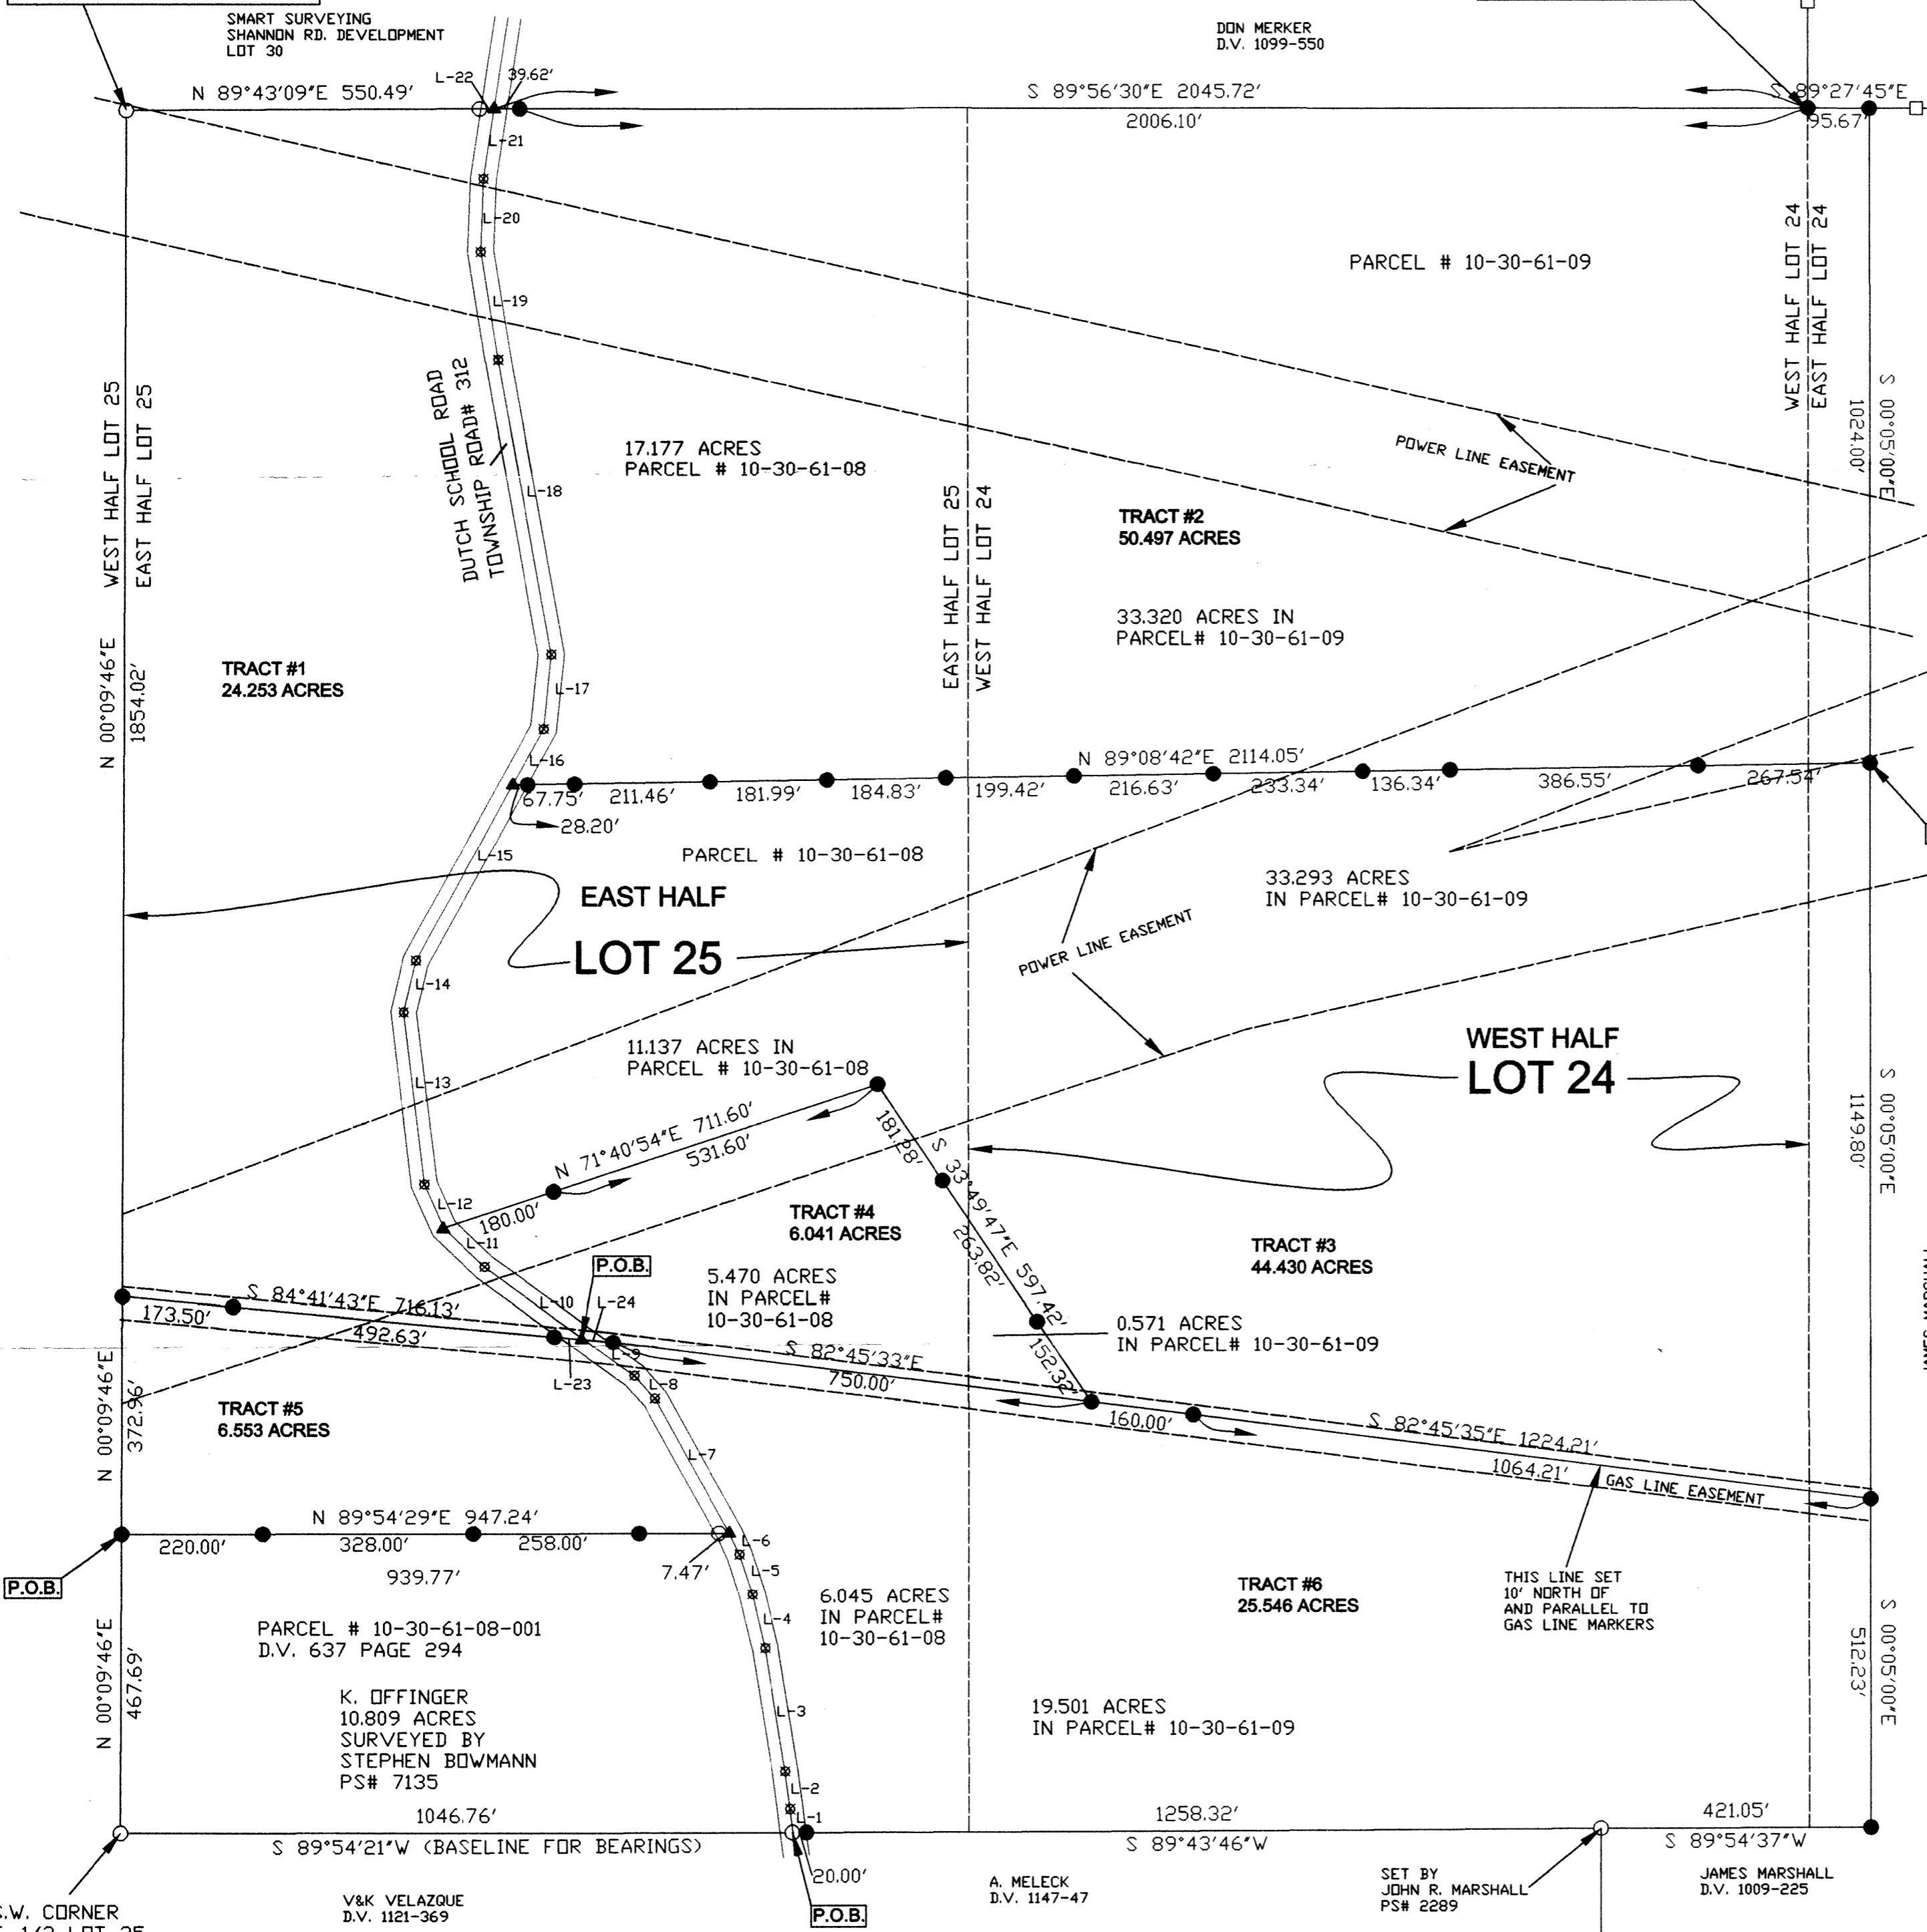 SMART SURVEYING
SHANNON RD. DEVELOPMENT
LOT 30
DON MERKER
D.V. 1099-550
N 89°43'09"E 550.49'
L-22
39.62'
S 89°56'30"E 2045.72'
2006.10'
S 89°27'45"E
95.67'
L-21
L-20
L-19
WEST HALF LOT 24
EAST HALF LOT 24
PARCEL # 10-30-61-09
S 00°05'00"E
1024.00'
WEST HALF LOT 25
EAST HALF LOT 25
DUTCH SCHOOL ROAD
TOWNSHIP ROAD# 312
17.177 ACRES
PARCEL # 10-30-61-08
POWER LINE EASEMENT
L-18
EAST HALF LOT 25
WEST HALF LOT 24
TRACT #2
50.497 ACRES
33.320 ACRES IN
PARCEL# 10-30-61-09
N 00°09'46"E
1854.02'
TRACT #1
24.253 ACRES
L-17
L-16
N 89°08'42"E 2114.05'
67.75'
211.46'
181.99'
184.83'
199.42'
216.63'
233.34'
136.34'
386.55'
267.54'
28.20'
L-15
PARCEL # 10-30-61-08
33.293 ACRES
IN PARCEL# 10-30-61-09
EAST HALF
LOT 25
POWER LINE EASEMENT
L-14
11.137 ACRES IN
PARCEL # 10-30-61-08
WEST HALF
LOT 24
L-13
S 00°05'00"E
1149.80'
N 71°40'54"E 711.60'
531.60'
181.28'
S 33°49'47"E 597.42'
263.82'
152.32'
L-12
180.00'
L-11
TRACT #4
6.041 ACRES
TRACT #3
44.430 ACRES
P.O.B.
5.470 ACRES
IN PARCEL#
10-30-61-08
S 84°41'43"E 716.13'
173.50'
492.63'
L-10
L-24
0.571 ACRES
IN PARCEL# 10-30-61-09
L-9
L-23
L-8
S 82°45'33"E
750.00'
160.00'
S 82°45'35"E 1224.21'
1064.21'
GAS LINE EASEMENT
N 00°09'46"E
372.96'
TRACT #5
6.553 ACRES
L-7
N 89°54'29"E 947.24'
220.00'
328.00'
258.00'
939.77'
7.47'
L-6
L-5
P.O.B.
6.045 ACRES
IN PARCEL#
10-30-61-08
TRACT #6
25.546 ACRES
THIS LINE SET
10' NORTH OF
AND PARALLEL TO
GAS LINE MARKERS
S 00°05'00"E
512.23'
N 00°09'46"E
467.69'
PARCEL # 10-30-61-08-001
D.V. 637 PAGE 294
L-4
K. OFFINGER
10.809 ACRES
SURVEYED BY
STEPHEN BOWMANN
PS# 7135
L-3
19.501 ACRES
IN PARCEL# 10-30-61-09
L-2
L-1
1046.76'
S 89°54'21"W (BASELINE FOR BEARINGS)
20.00'
1258.32'
S 89°43'46"W
421.05'
S 89°54'37"W
V&K VELAZQUE
D.V. 1121-369
P.O.B.
A. MELECK
D.V. 1147-47
SET BY
JOHN R. MARSHALL
PS# 2289
JAMES MARSHALL
D.V. 1009-225
CORNER